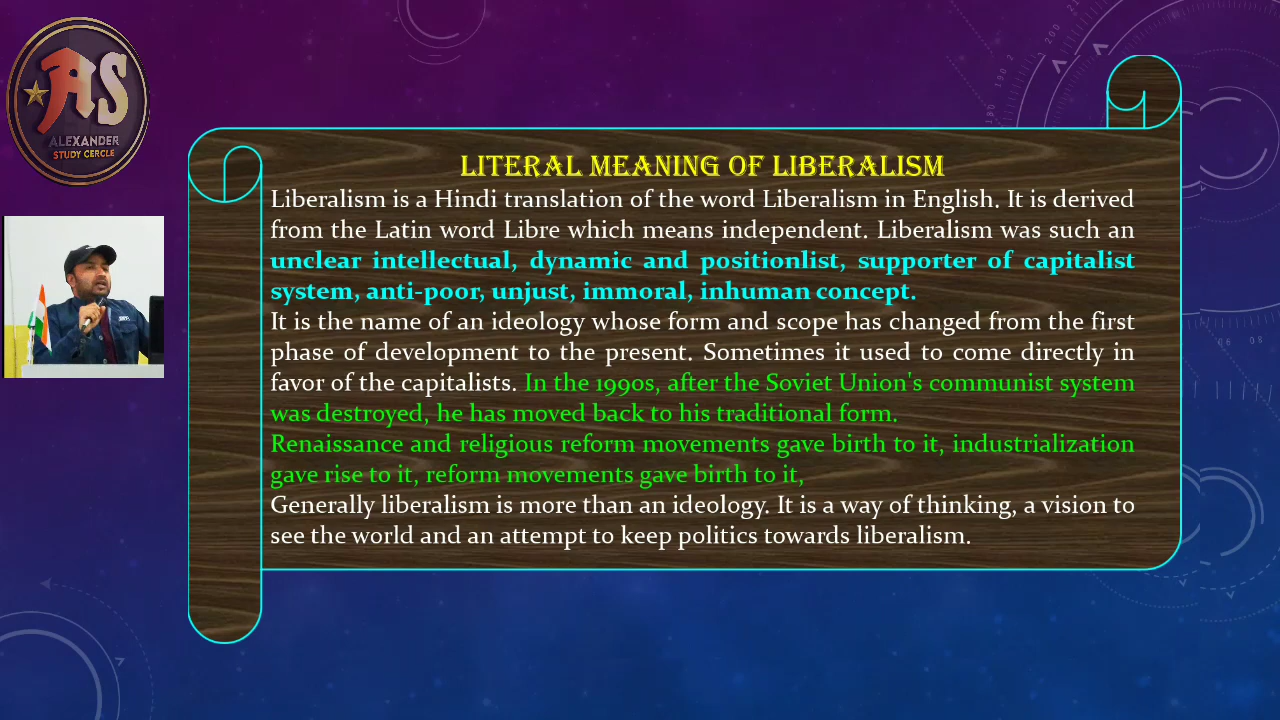 AS
ALEXANDER
STUDY CERCLE
LITERAL MEANING OF LIBERALISM
Liberalism is a Hindi translation of the word Liberalism in English. It is derived
from the Latin word Libre which means independent. Liberalism was such an
unclear intellectual, dynamic and positionlist, supporter of capitalist
system, anti-poor, unjust, immoral, inhuman concept.
It is the name of an ideology whose form and scope has changed from the first
phase of development to the present. Sometimes it used to come directly in
favor of the capitalists. In the 1990s, after the Soviet Union's communist system
was destroyed, he has moved back to his traditional form.
Renaissance and religious reform movements gave birth to it, industrialization
gave rise to it, reform movements gave birth to it,
Generally liberalism is more than an ideology. It is a way of thinking, a vision to
see the world and an attempt to keep politics towards liberalism.